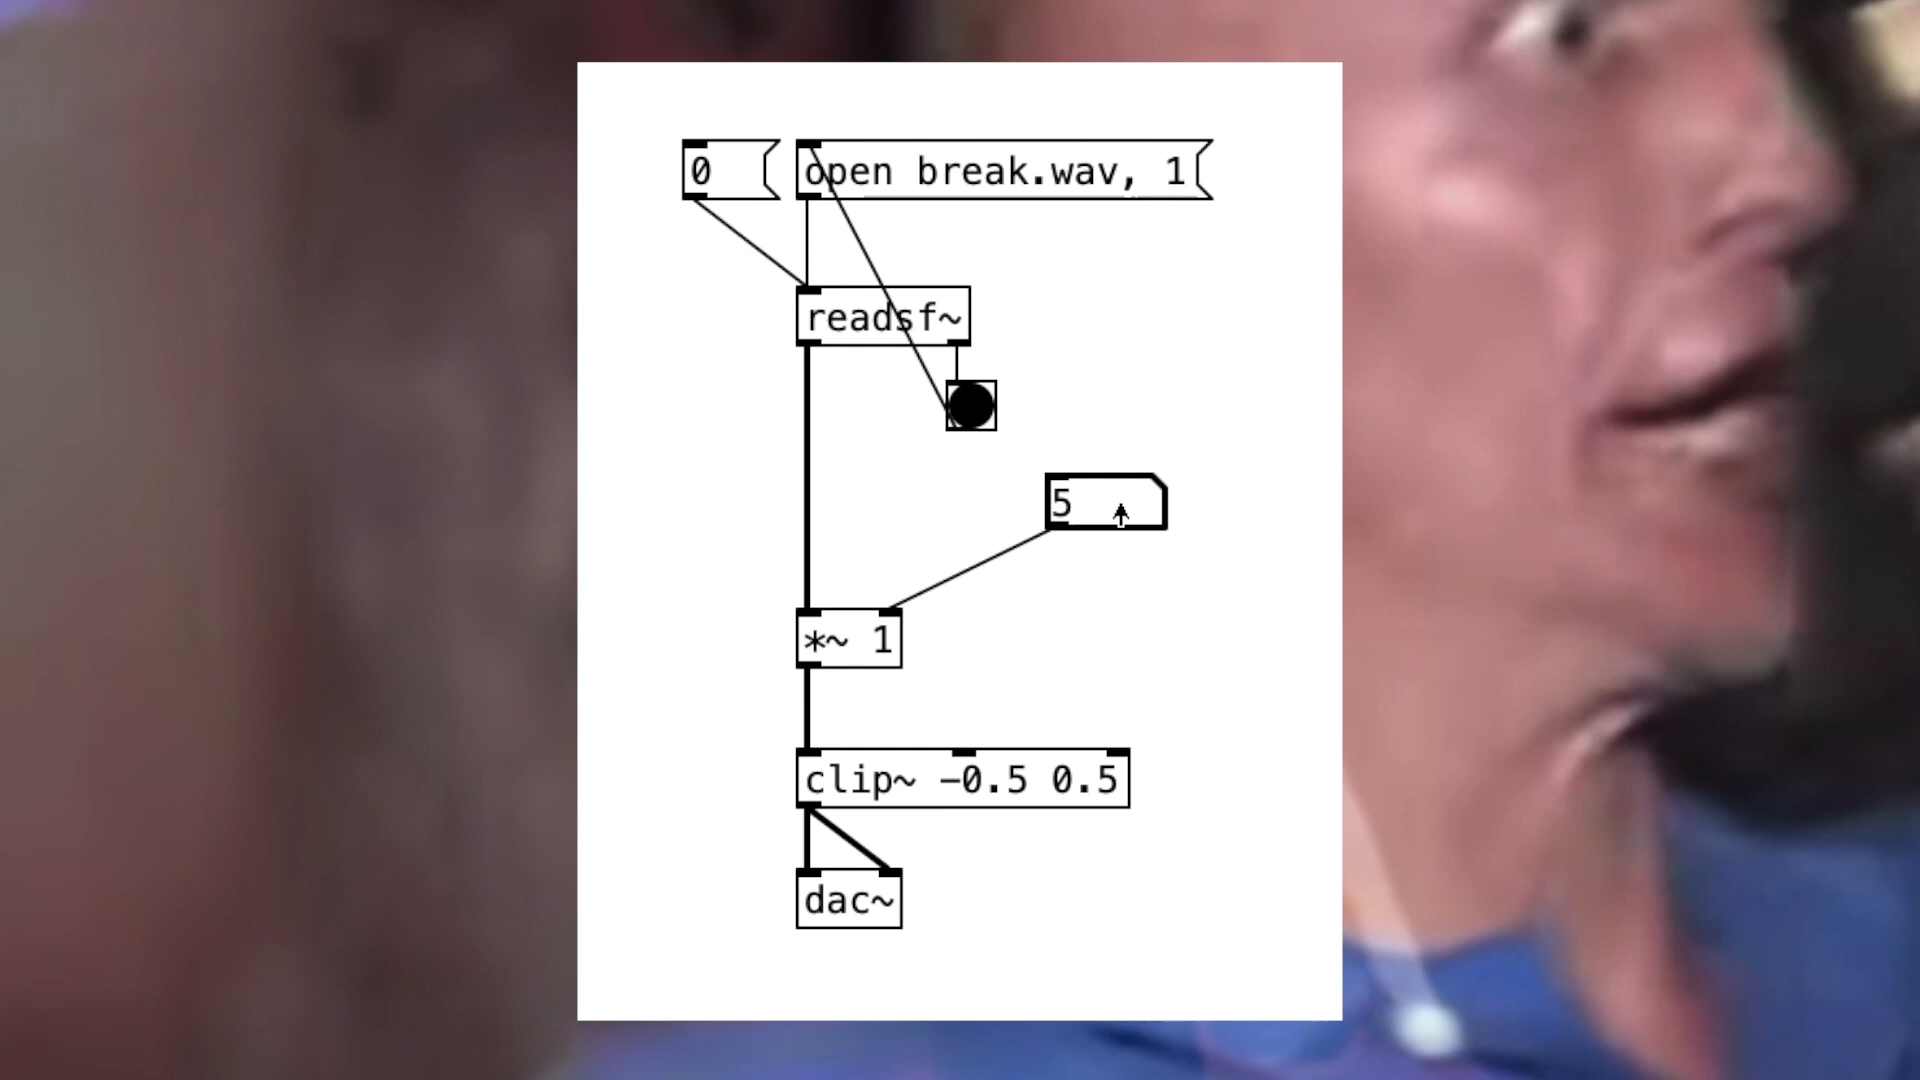 0
open break.wav, 1
readsf~
5
*~ 1
clip~ −0.5 0.5
dac~